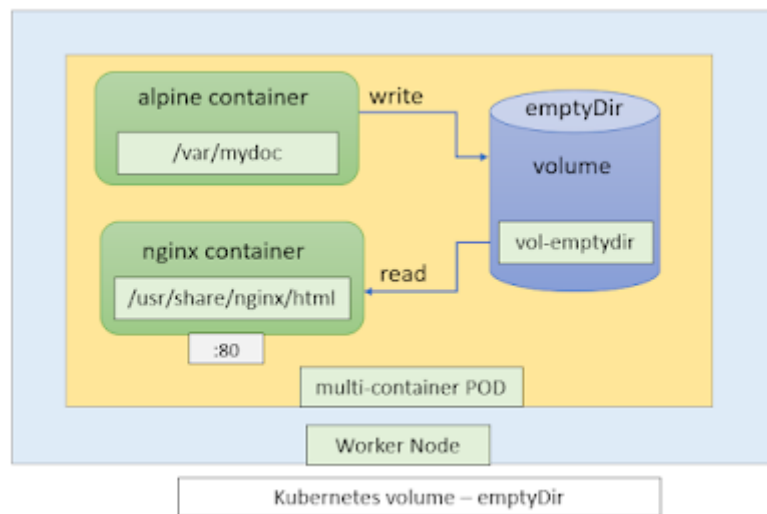 alpine container
/var/mydoc
write
emptyDir
volume
vol-emptydir
nginx container
/usr/share/nginx/html
read
:80
multi-container POD
Worker Node
Kubernetes volume – emptyDir